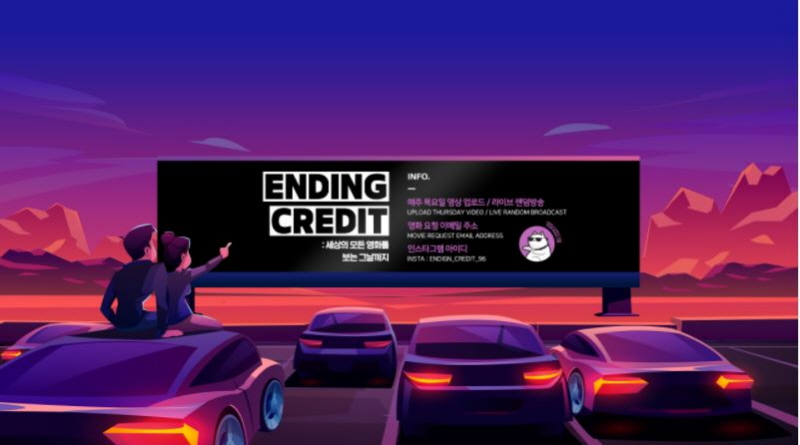 ENDING
CREDIT
: 세상의 모든 영화를
보는 그날까지
INFO.
매주 목요일 영상 업로드 / 라이브 랜덤방송
UPLOAD THURSDAY VIDEO / LIVE RANDOM BROADCAST
영화 요청 이메일 주소
MOVIE REQUEST EMAIL ADDRESS
인스타그램 아이디
INSTA : ENDIGN_CREDIT_96